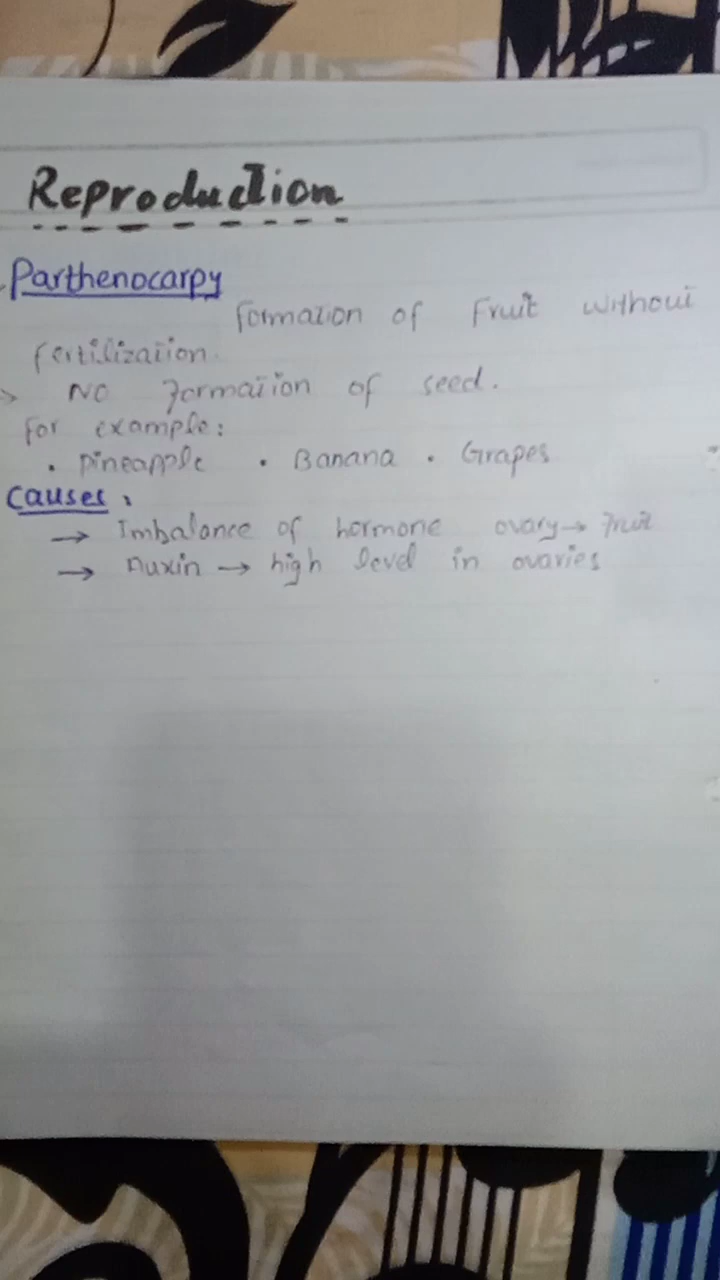 Reproduction
Parthenocarpy
Formation of Fruit without
fertilization.
> No formation of seed.
For example:
. Pineapple . Banana . Grapes
Causes:
→ Imbalance of hormone ovary → fruit
→ Auxin → high level in ovaries